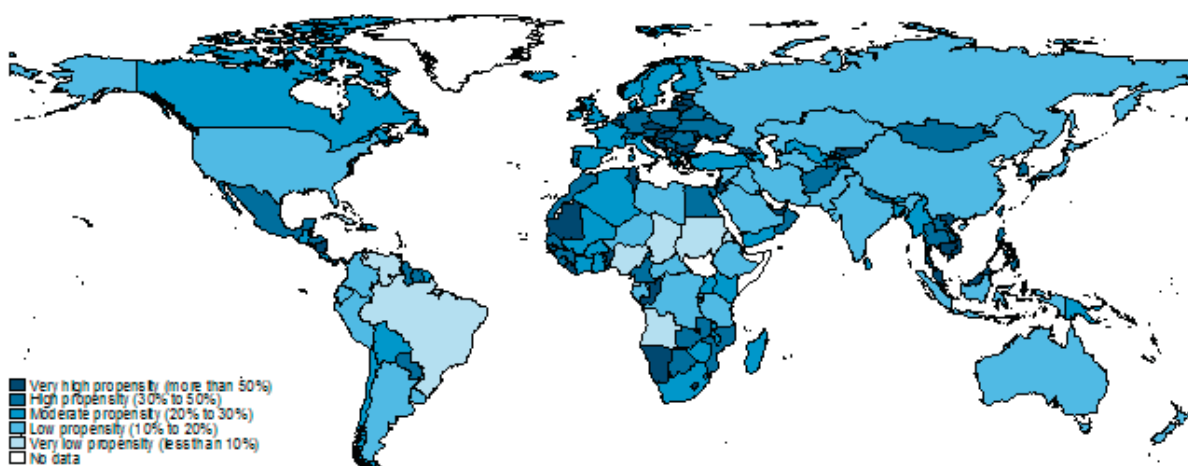 Very high propensity (more than 50%)
High propensity (30% to 50%)
Moderate propensity (20% to 30%)
Low propensity (10% to 20%)
Very low propensity (less than 10%)
No data